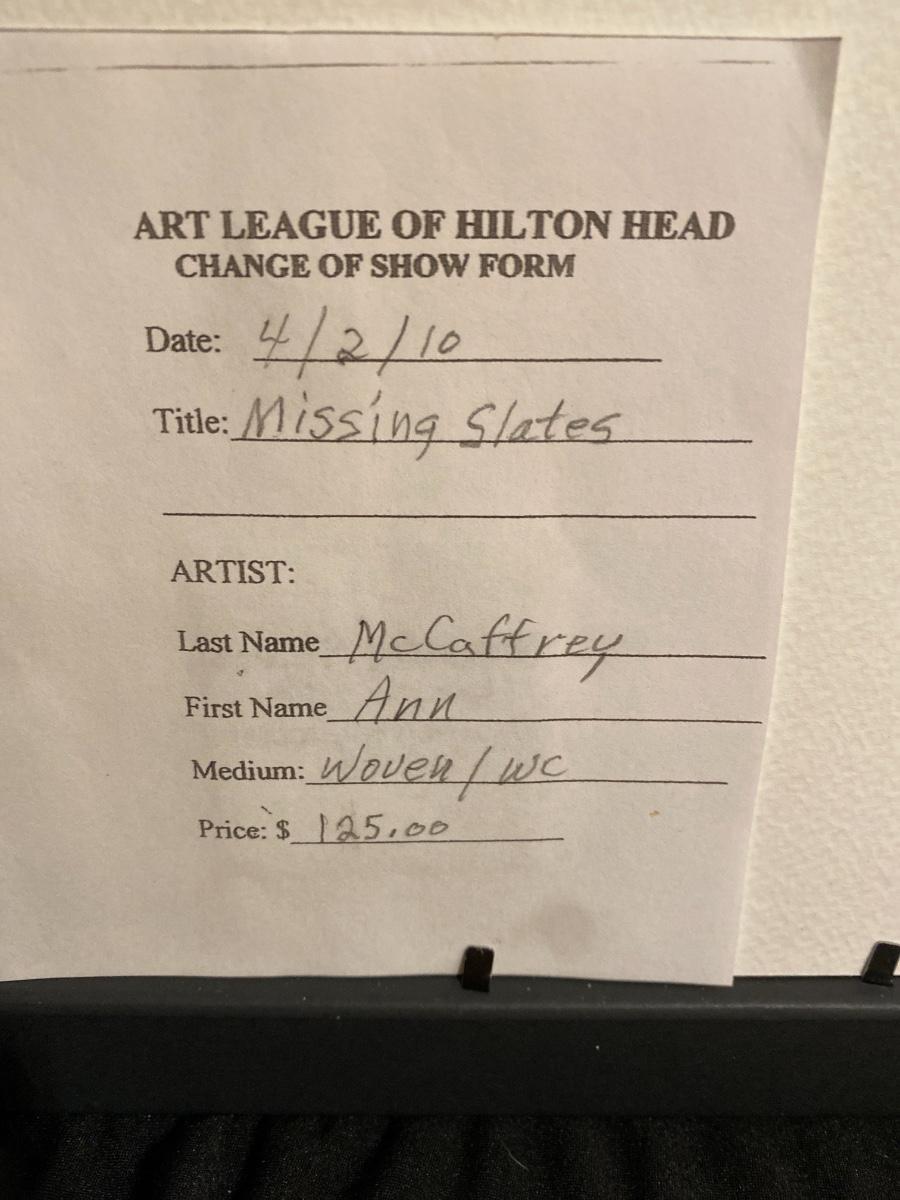 ART LEAGUE OF HILTON HEAD
CHANGE OF SHOW FORM
Date: 4/2/10
Title: Missing Slates
ARTIST:
Last Name McCaffrey
First Name Ann
Medium: Woven/WC
Price: $ 125.00